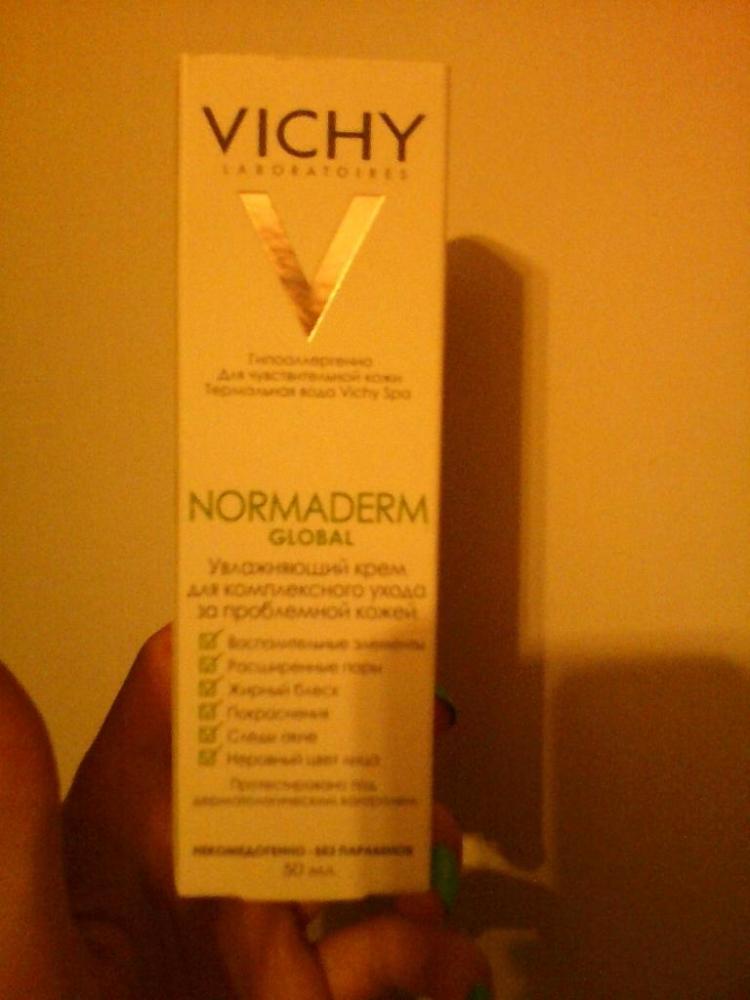 VICHY
LABORATOIRES
Гипоаллергенно
Для чувствительной кожи
Термальная вода Vichy Spa
NORMADERM
GLOBAL
Увлажняющий крем
для комплексного ухода
за проблемной кожей
Воспалительные элементы
Расширенные поры
Жирный блеск
Покраснения
Следы акне
Неровный цвет лица
Протестировано под
дерматологическим контролем
НЕКОМЕДОГЕННО - БЕЗ ПАРАБЕНОВ
50 мл.